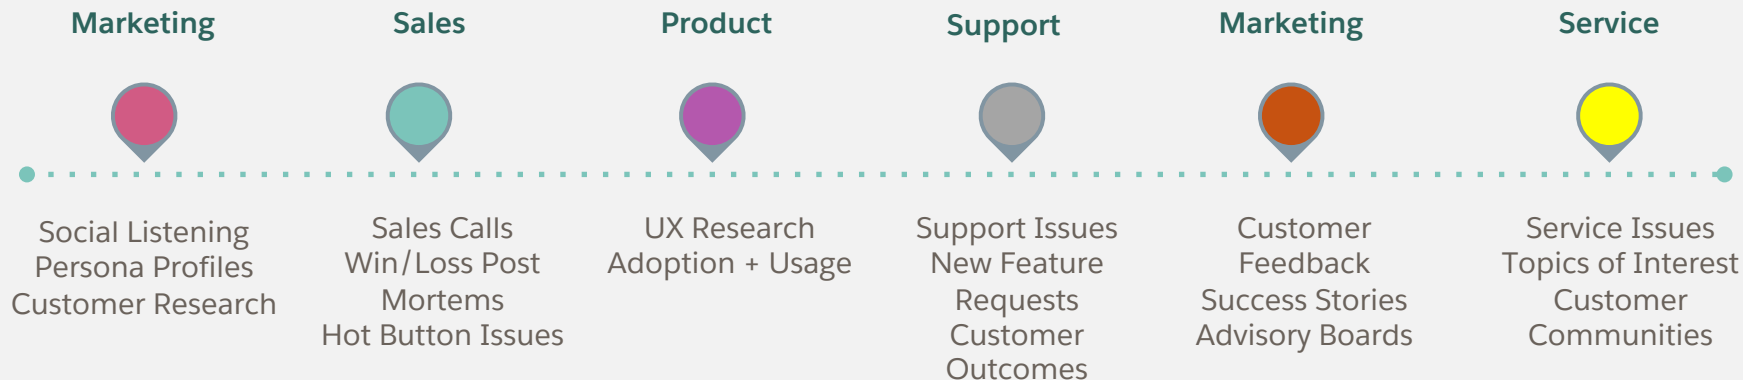 Marketing
Sales
Product
Support
Marketing
Service
Social Listening
Persona Profiles
Customer Research
Sales Calls
Win/Loss Post
Mortems
Hot Button Issues
UX Research
Adoption + Usage
Support Issues
New Feature
Requests
Customer
Outcomes
Customer
Feedback
Success Stories
Advisory Boards
Service Issues
Topics of Interest
Customer
Communities